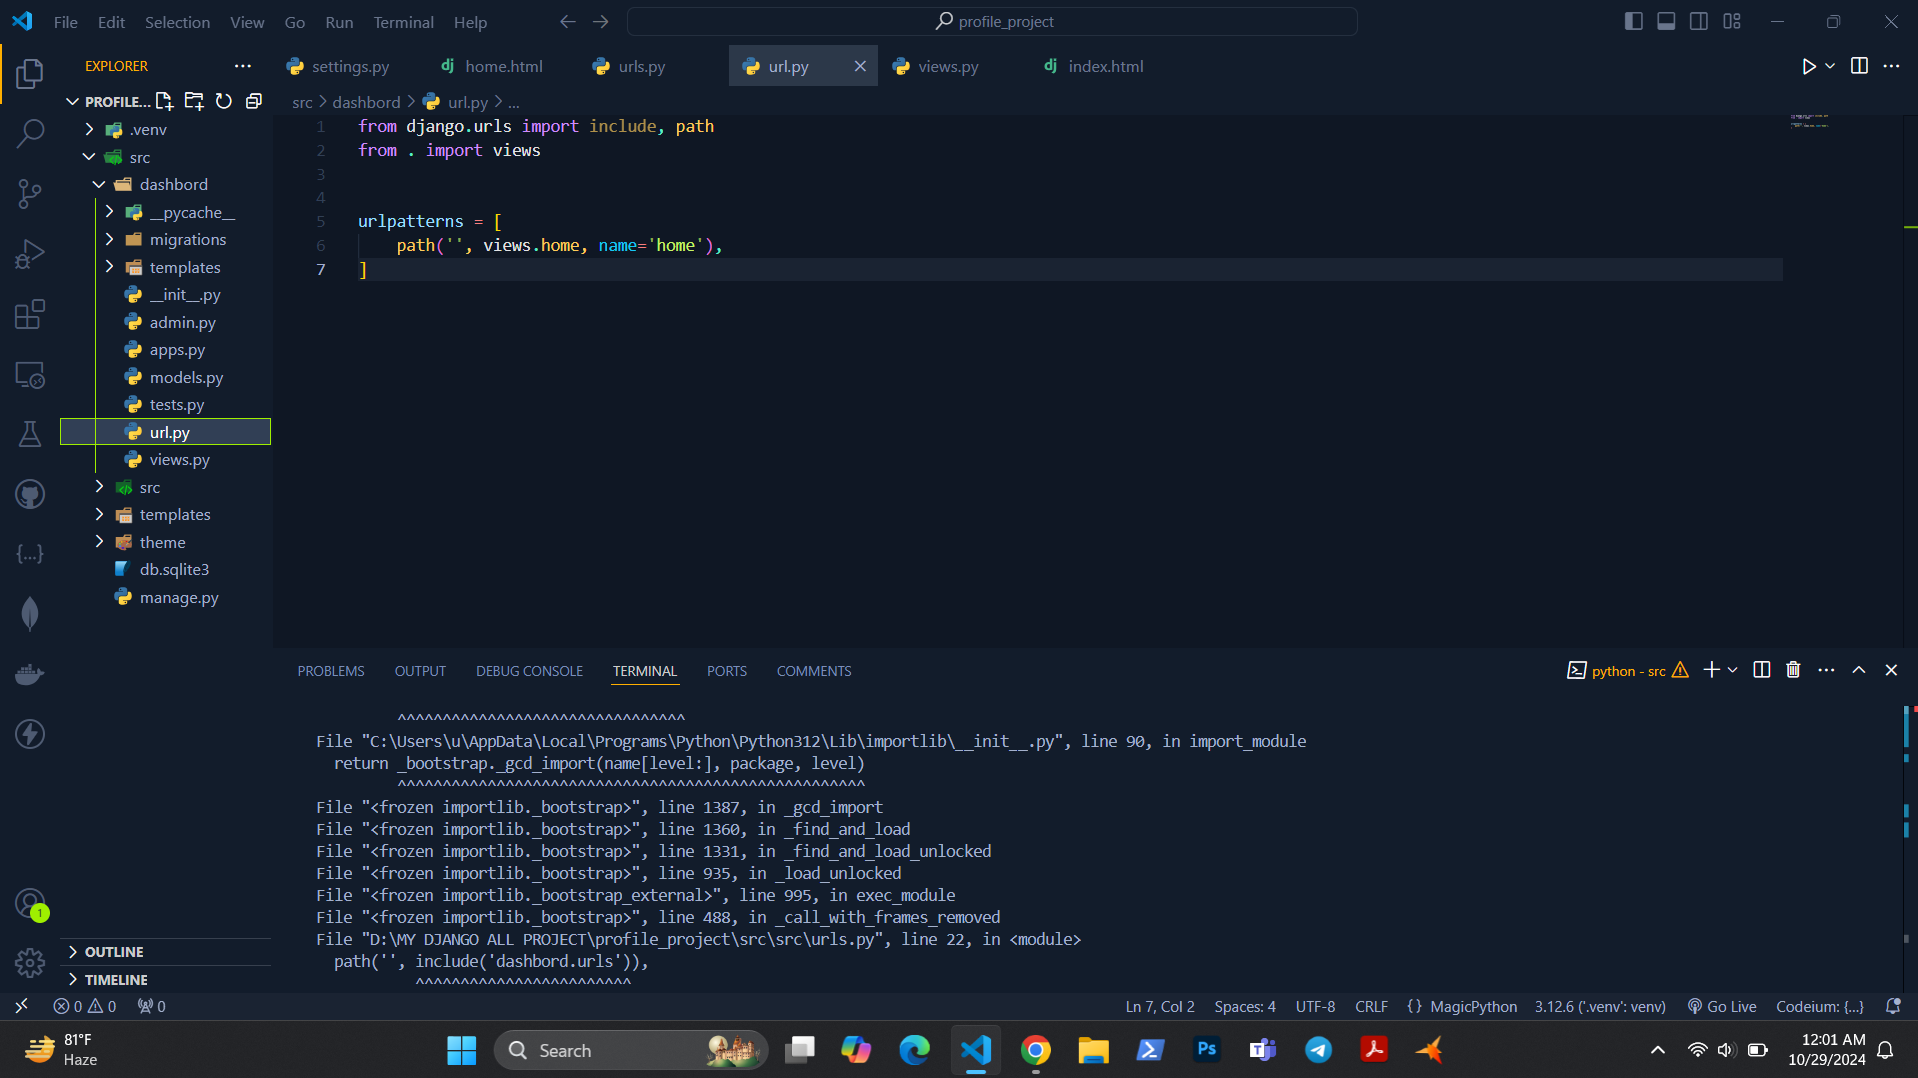 File Edit Selection View Go Run Terminal Help
profile_project
EXPLORER
settings.py
home.html
urls.py
url.py
views.py
index.html
PROFILE...
src > dashbord > url.py > ...
.venv
src
dashbord
__pycache__
migrations
templates
__init__.py
admin.py
apps.py
models.py
tests.py
url.py
views.py
src
templates
theme
db.sqlite3
manage.py
1 from django.urls import include, path
2 from . import views
3
4
5 urlpatterns = [
6     path('', views.home, name='home'),
7 ]
PROBLEMS OUTPUT DEBUG CONSOLE TERMINAL PORTS COMMENTS
python - src
^^^^^^^^^^^^^^^^^^^^^^^^^^^^^^^^
File "C:\Users\u\AppData\Local\Programs\Python\Python312\Lib\importlib\__init__.py", line 90, in import_module
return _bootstrap._gcd_import(name[level:], package, level)
^^^^^^^^^^^^^^^^^^^^^^^^^^^^^^^^^^^^^^^^^^^^^^^^^^^^
File "<frozen importlib._bootstrap>", line 1387, in _gcd_import
File "<frozen importlib._bootstrap>", line 1360, in _find_and_load
File "<frozen importlib._bootstrap>", line 1331, in _find_and_load_unlocked
File "<frozen importlib._bootstrap>", line 935, in _load_unlocked
File "<frozen importlib._bootstrap_external>", line 995, in exec_module
File "<frozen importlib._bootstrap>", line 488, in _call_with_frames_removed
File "D:\MY DJANGO ALL PROJECT\profile_project\src\src\urls.py", line 22, in <module>
path('', include('dashbord.urls')),
^^^^^^^^^^^^^^^^^^^^^^^^
1
OUTLINE
TIMELINE
0 0 0
Ln 7, Col 2 Spaces: 4 UTF-8 CRLF {} MagicPython 3.12.6 ('.venv': venv) Go Live Codeium: {...}
81°F
Haze
Search
Ps
12:01 AM
10/29/2024